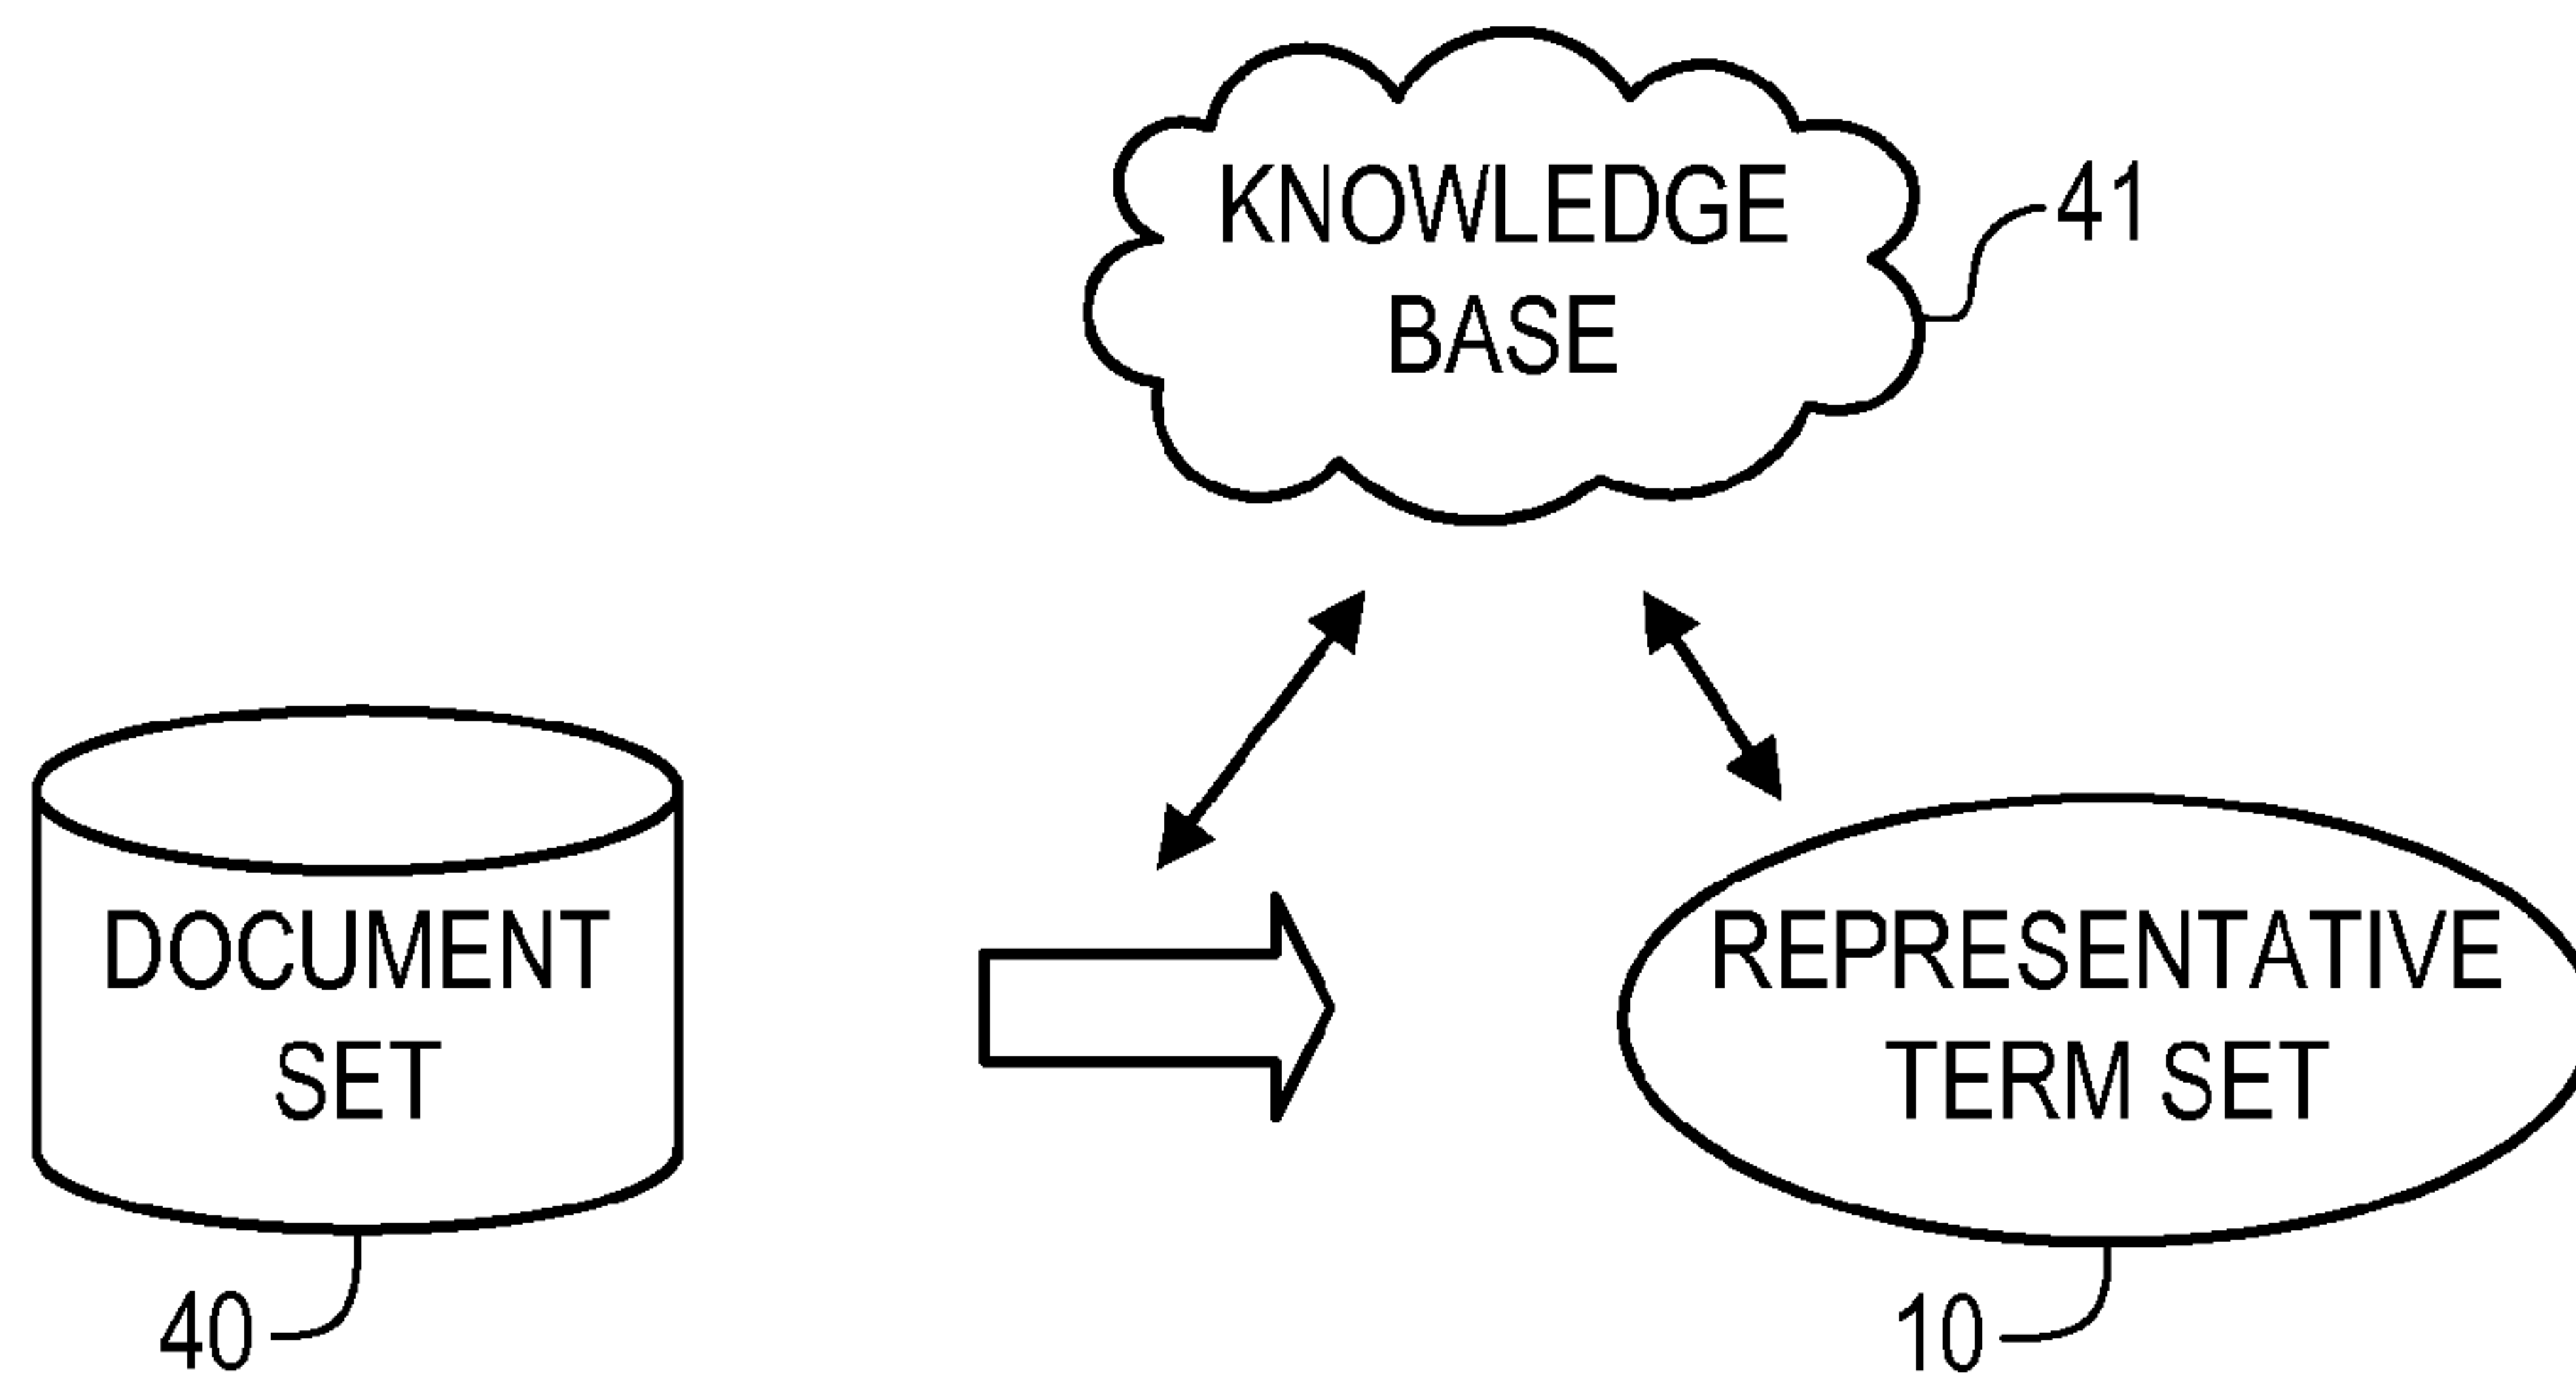 KNOWLEDGE
BASE
41
DOCUMENT
SET
40
REPRESENTATIVE
TERM SET
10